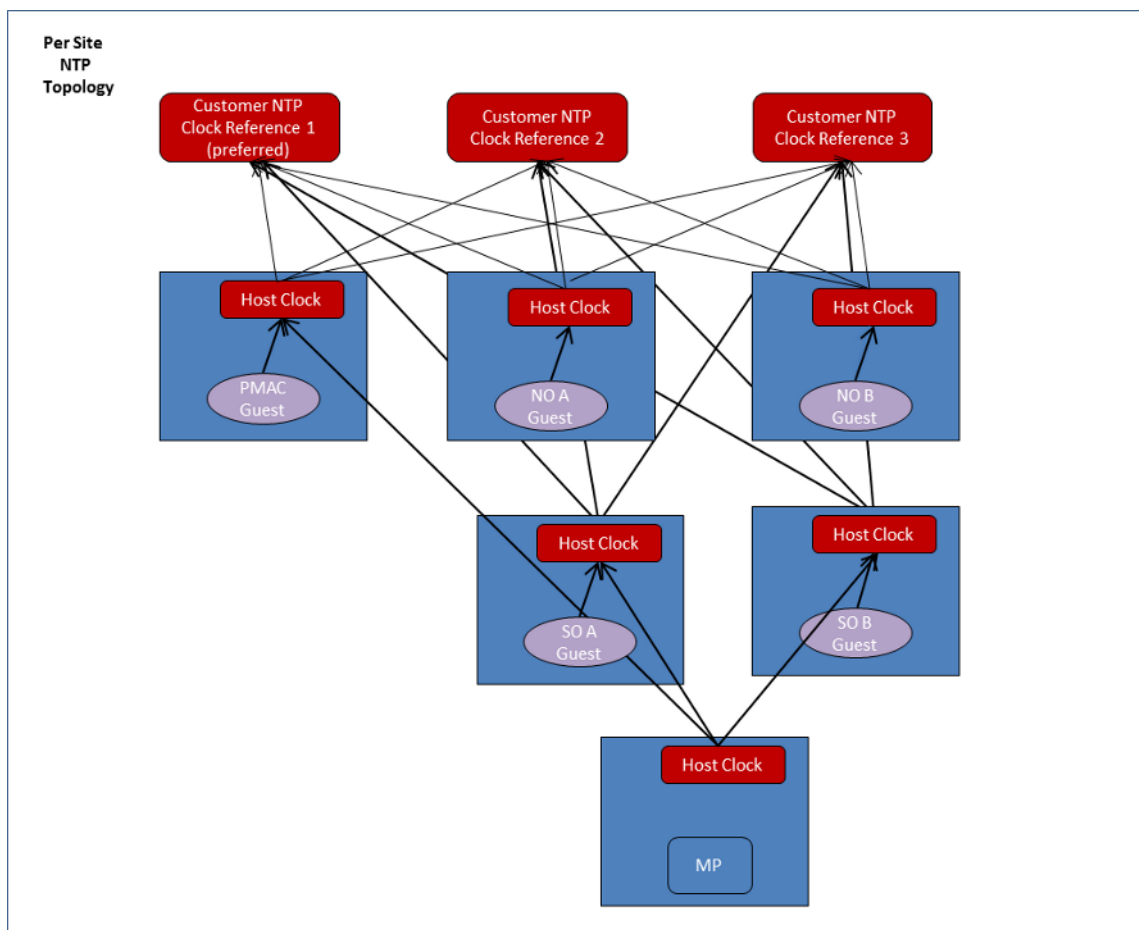 Per Site
NTP
Topology
Customer NTP
Clock Reference 1
(preferred)
Customer NTP
Clock Reference 2
Customer NTP
Clock Reference 3
Host Clock
PMAC
Guest
Host Clock
NO A
Guest
Host Clock
NO B
Guest
Host Clock
SO A
Guest
Host Clock
SO B
Guest
Host Clock
MP